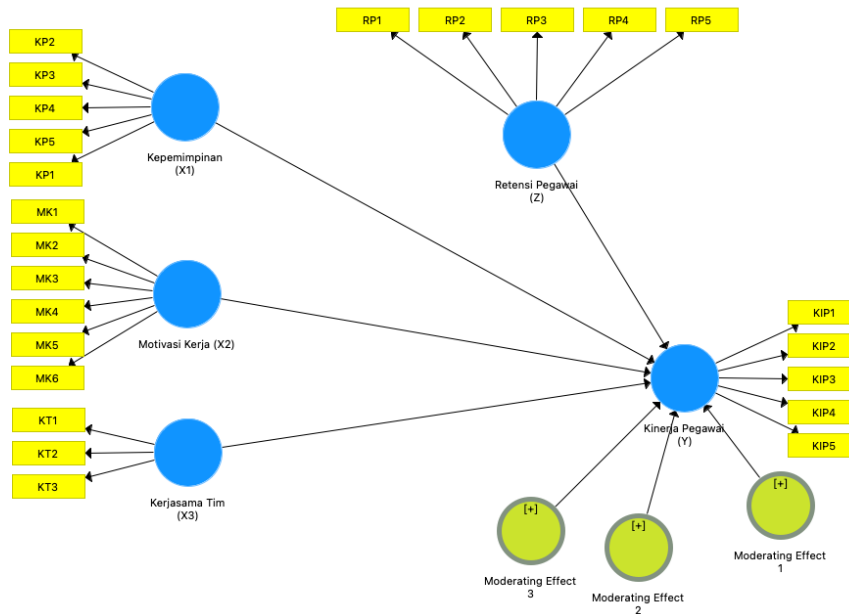 RP1
RP2
RP3
RP4
RP5
KP2
KP3
KP4
KP5
KP1
Kepemimpinan
(X1)
Retensi Pegawai
(Z)
MK1
MK2
MK3
MK4
MK5
MK6
Motivasi Kerja (X2)
KIP1
KIP2
KIP3
KIP4
KIP5
Kinerja Pegawai
(Y)
KT1
KT2
KT3
Kerjasama Tim
(X3)
[+]
Moderating Effect
3
[+]
Moderating Effect
2
[+]
Moderating Effect
1